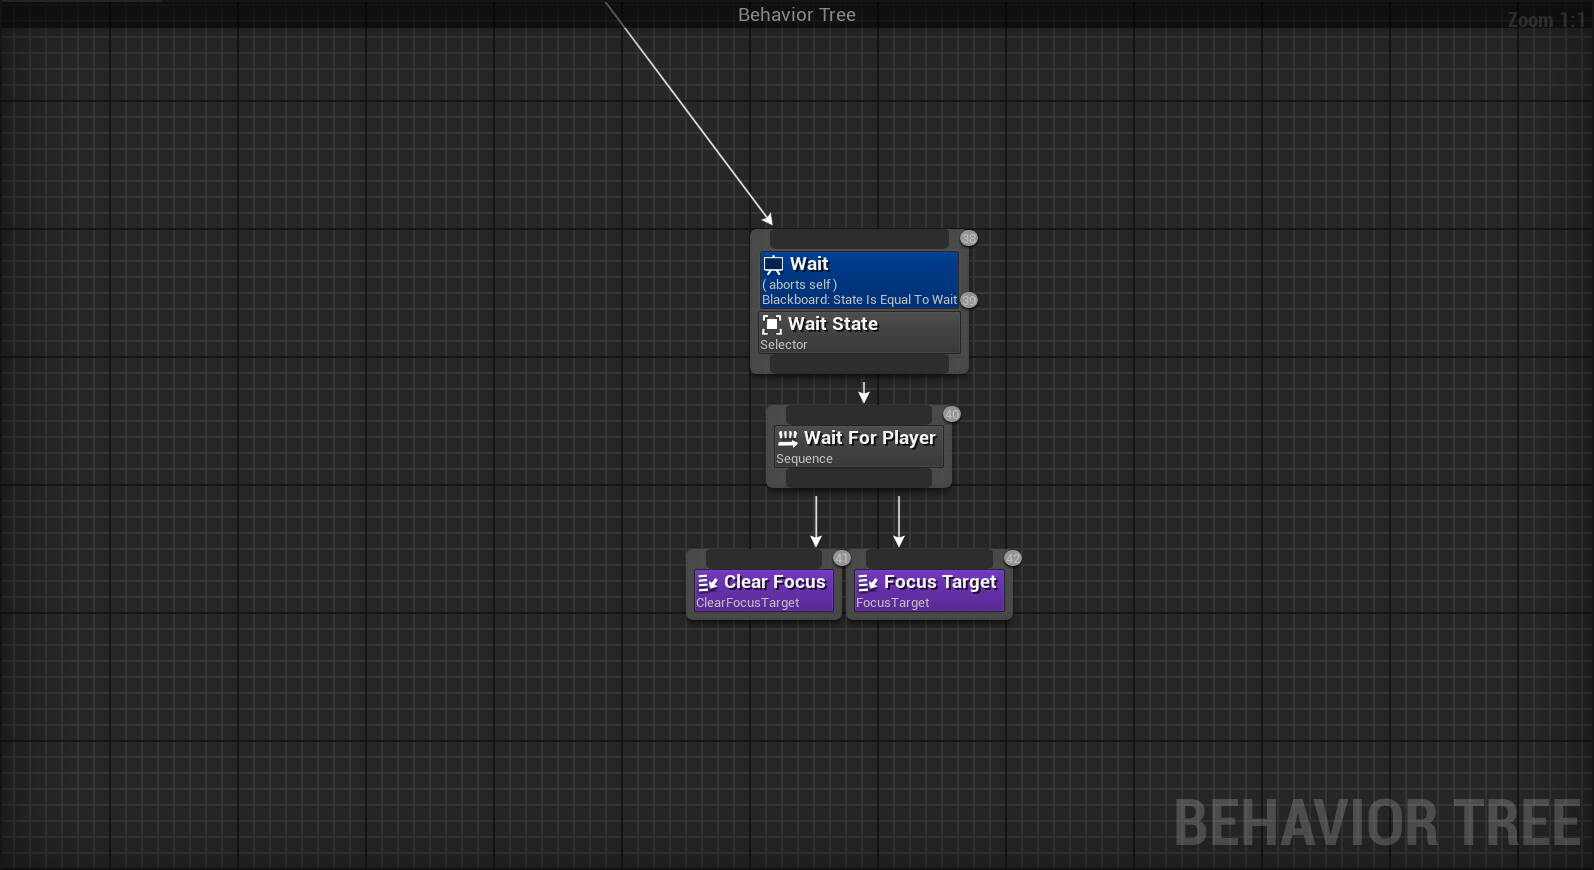 Behavior Tree
Zoom 1:1
38
Wait
( aborts self )
Blackboard: State Is Equal To Wait
39
Wait State
Selector
40
Wait For Player
Sequence
41
42
Clear Focus
ClearFocusTarget
Focus Target
FocusTarget
BEHAVIOR TREE